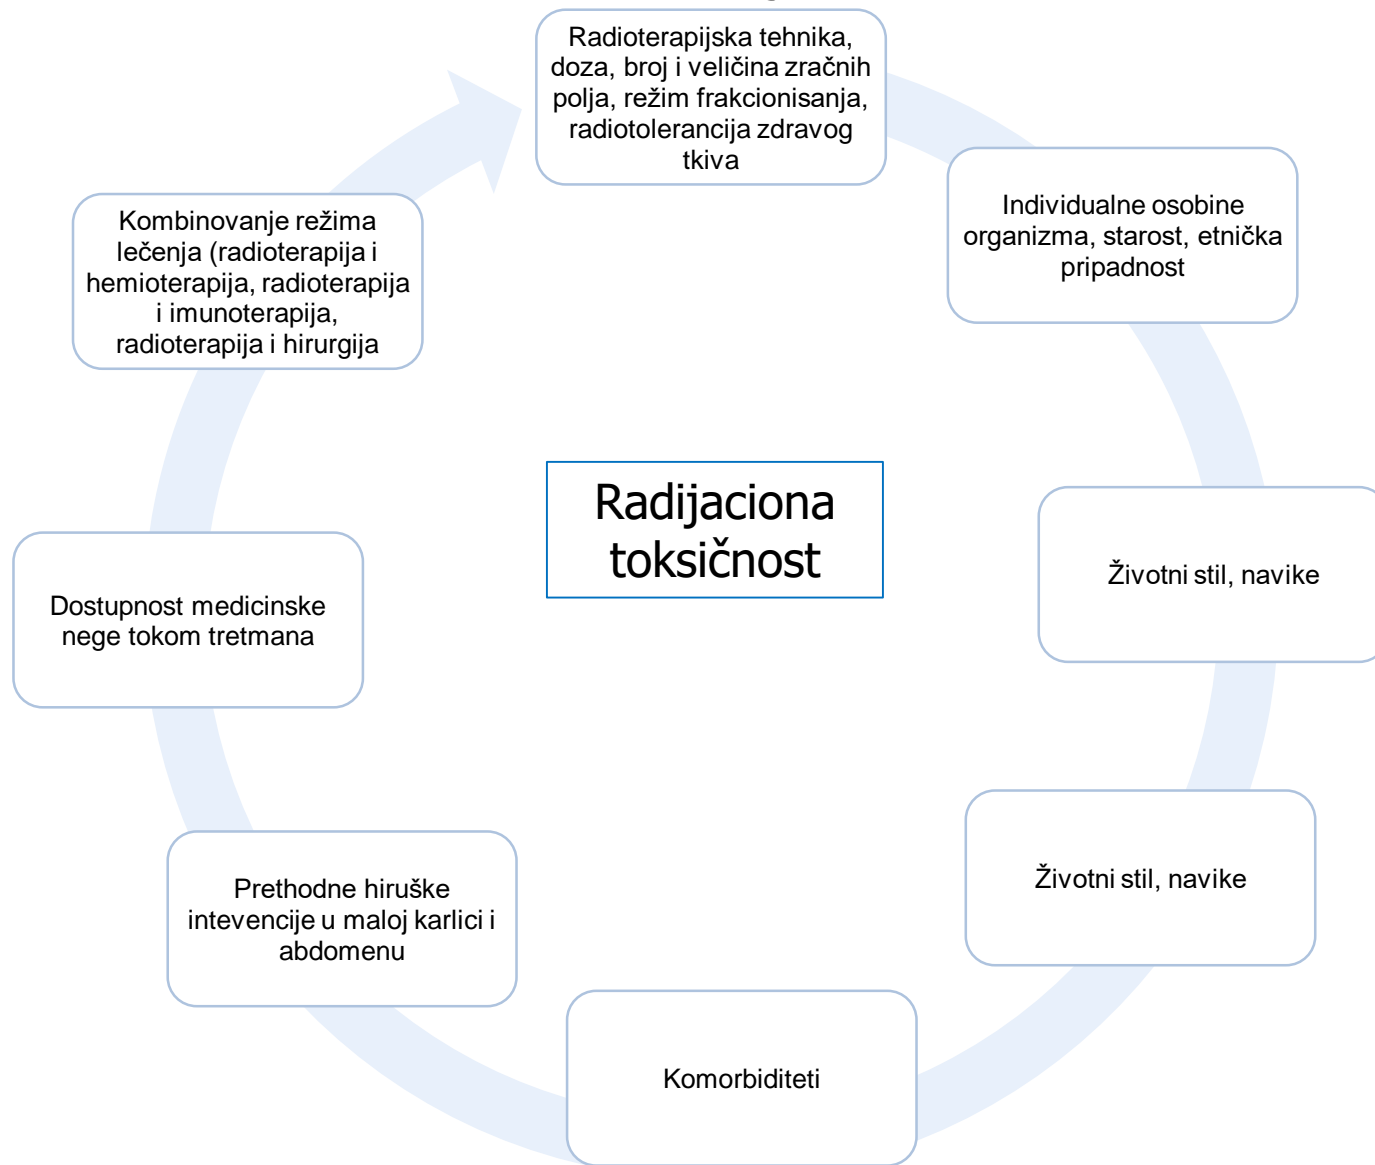 Radioterapijska tehnika,
doza, broj i veličina zračnih
polja, režim frakcionisanja,
radiotolerancija zdravog
tkiva
Individualne osobine
organizma, starost, etnička
pripadnost
Životni stil, navike
Životni stil, navike
Komorbiditeti
Prethodne hiruške
intevencije u maloj karlici i
abdomenu
Dostupnost medicinske
nege tokom tretmana
Kombinovanje režima
lečenja (radioterapija i
hemioterapija, radioterapija
i imunoterapija,
radioterapija i hirurgija
Radijaciona
toksičnost